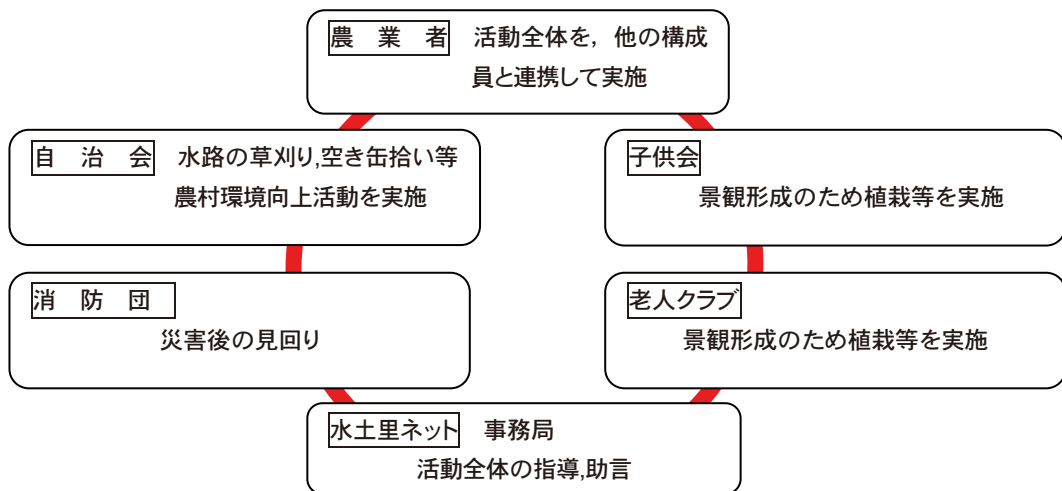 農　業　者　活動全体を，他の構成
員と連携して実施
自　治　会　水路の草刈り,空き缶拾い等
農村環境向上活動を実施
子供会
景観形成のため植栽等を実施
消　防　団
災害後の見回り
老人クラブ
景観形成のため植栽等を実施
水土里ネット　事務局
活動全体の指導,助言